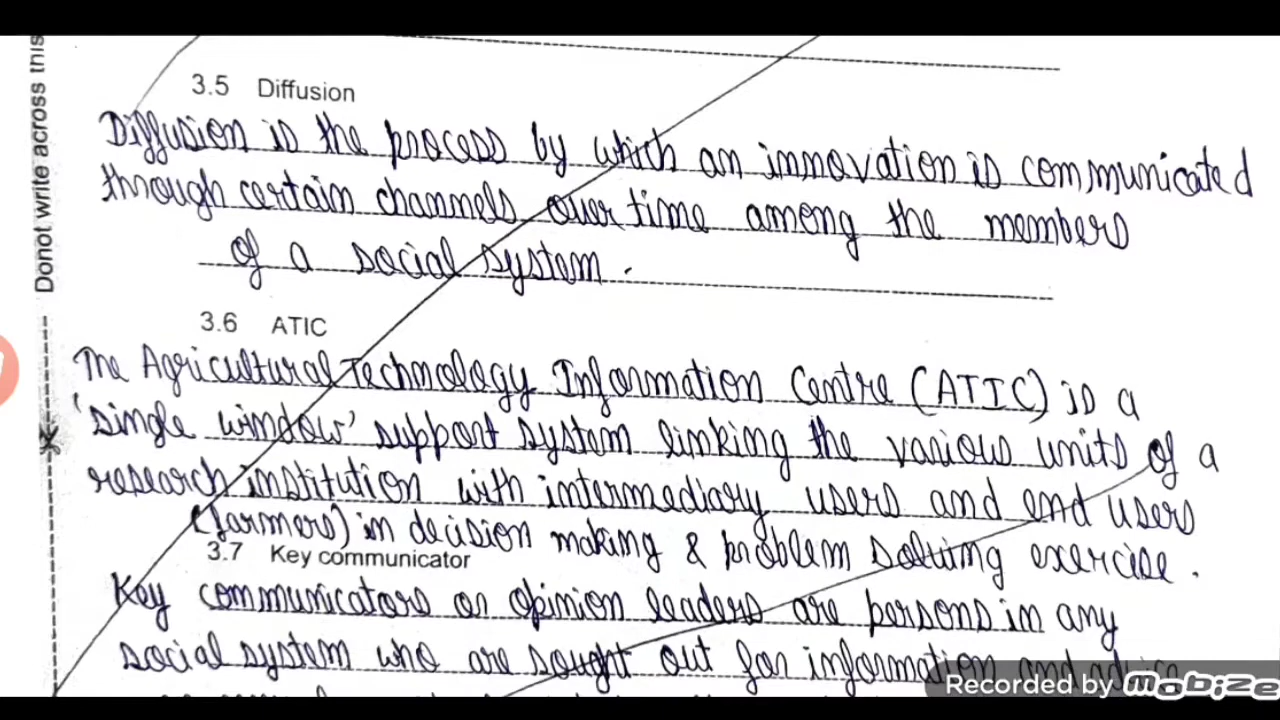 Donot write across this
3.5 Diffusion
Diffusion is the process by which an innovation is communicated
through certain channels over time among the members
of a social system.
3.6 ATIC
The Agricultural Technology Information Centre (ATIC) is a
'single window' support system linking the various units of a
research institution with intermediary users and end users
(farmers) in decision making & problem solving exercise.
3.7 Key communicator
Key communicators or opinion leaders are persons in any
social system who are sought out for information and advice
Recorded by Mobize